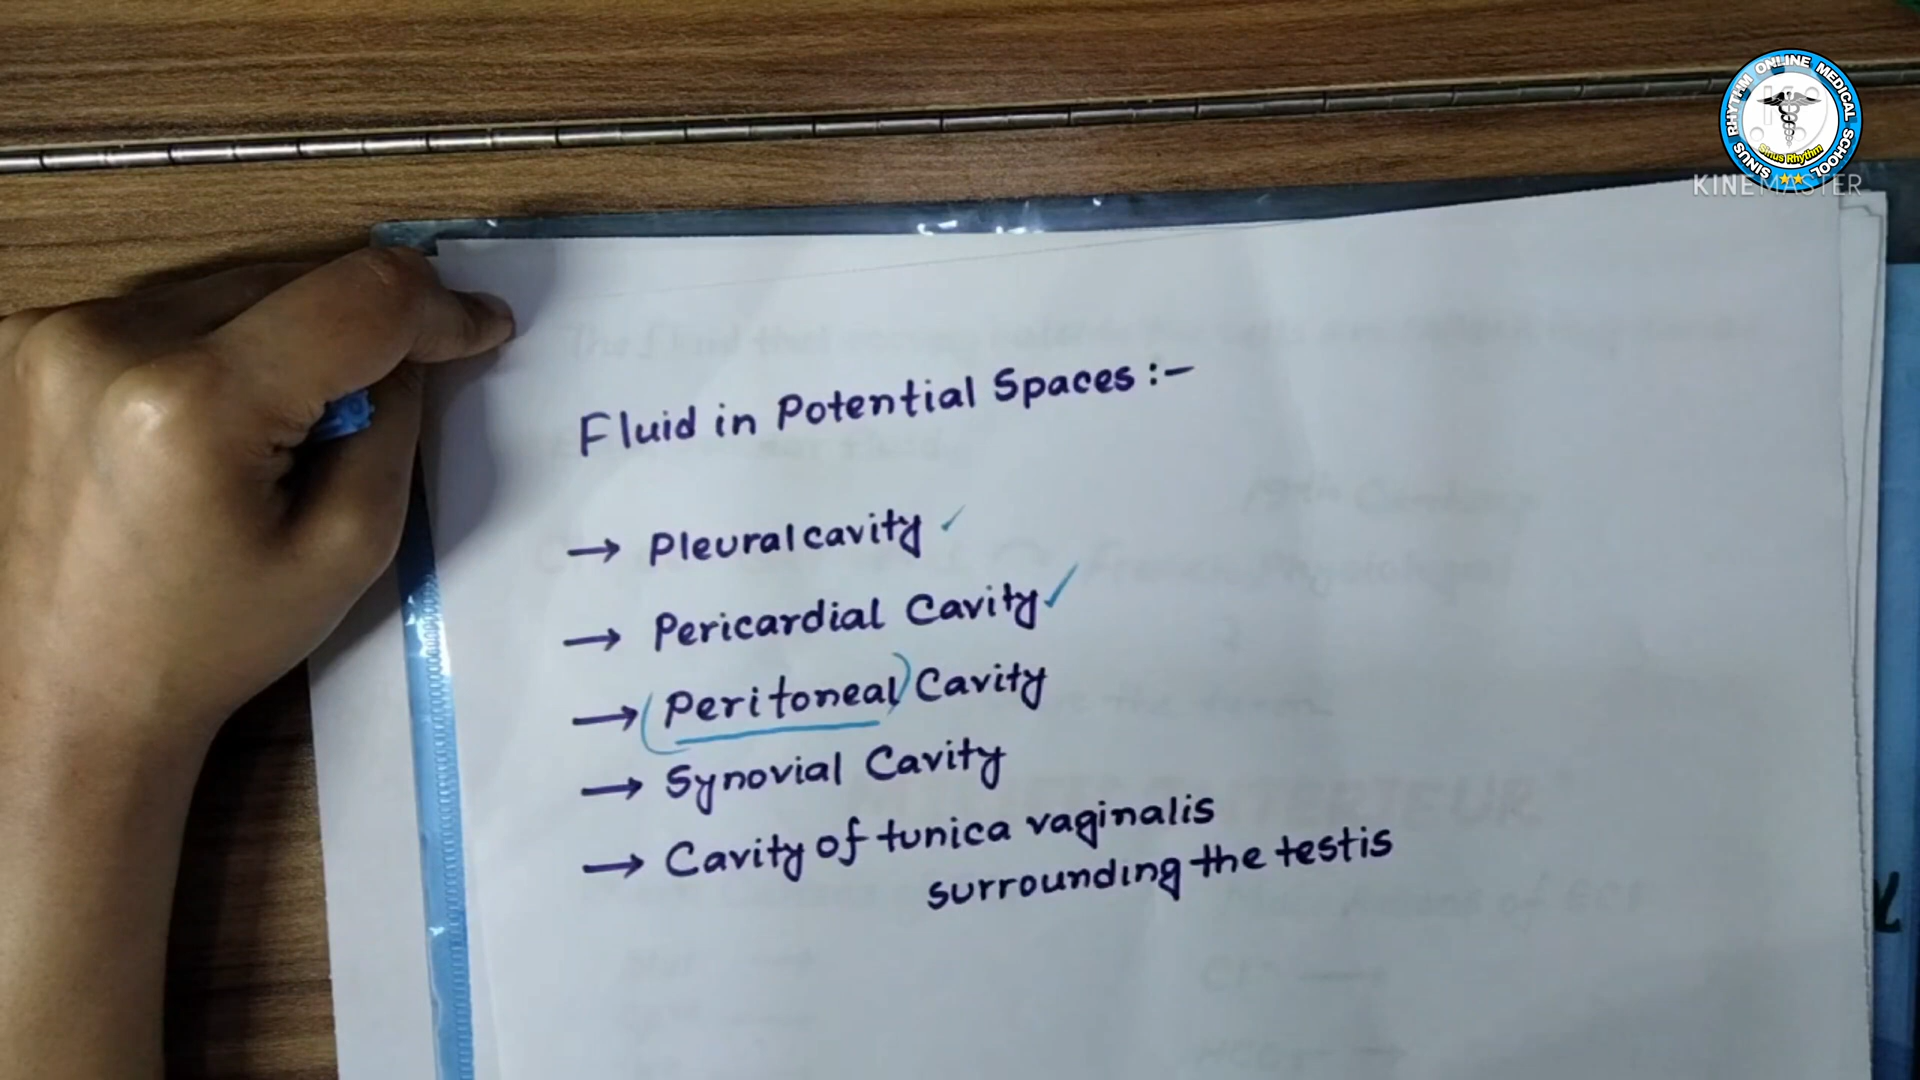 SINUS RHYTHM ONLINE MEDICAL SCHOOL
Sinus Rhythm
KINEMASTER
Fluid in Potential Spaces :-
→ Pleural cavity ✓
→ Pericardial Cavity ✓
→ (Peritoneal) Cavity
→ Synovial Cavity
→ Cavity of tunica vaginalis
surrounding the testis